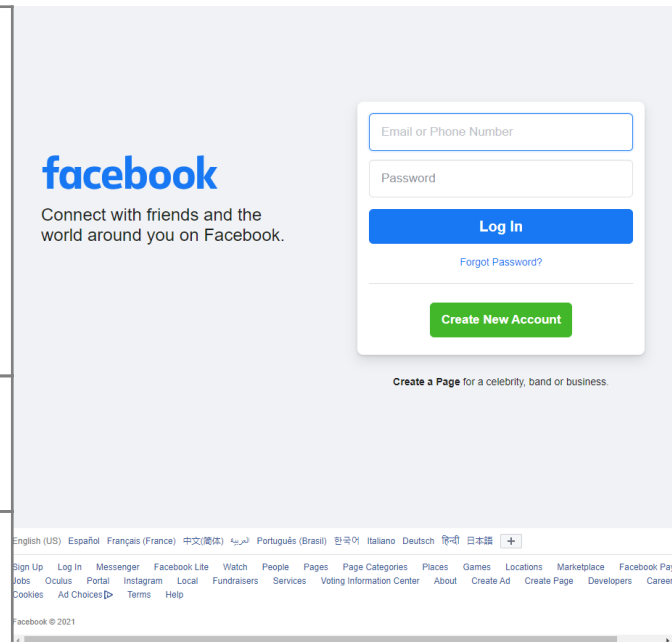 facebook
Connect with friends and the
world around you on Facebook.
Email or Phone Number
Password
Log In
Forgot Password?
Create New Account
Create a Page for a celebrity, band or business.
English (US) Español Français (France) 中文(简体) العربية Português (Brasil) 한국어 Italiano Deutsch हिन्दी 日本語 +
Sign Up Log In Messenger Facebook Lite Watch People Pages Page Categories Places Games Locations Marketplace Facebook Pay
Jobs Oculus Portal Instagram Local Fundraisers Services Voting Information Center About Create Ad Create Page Developers Career
Cookies Ad Choices Terms Help
Facebook © 2021